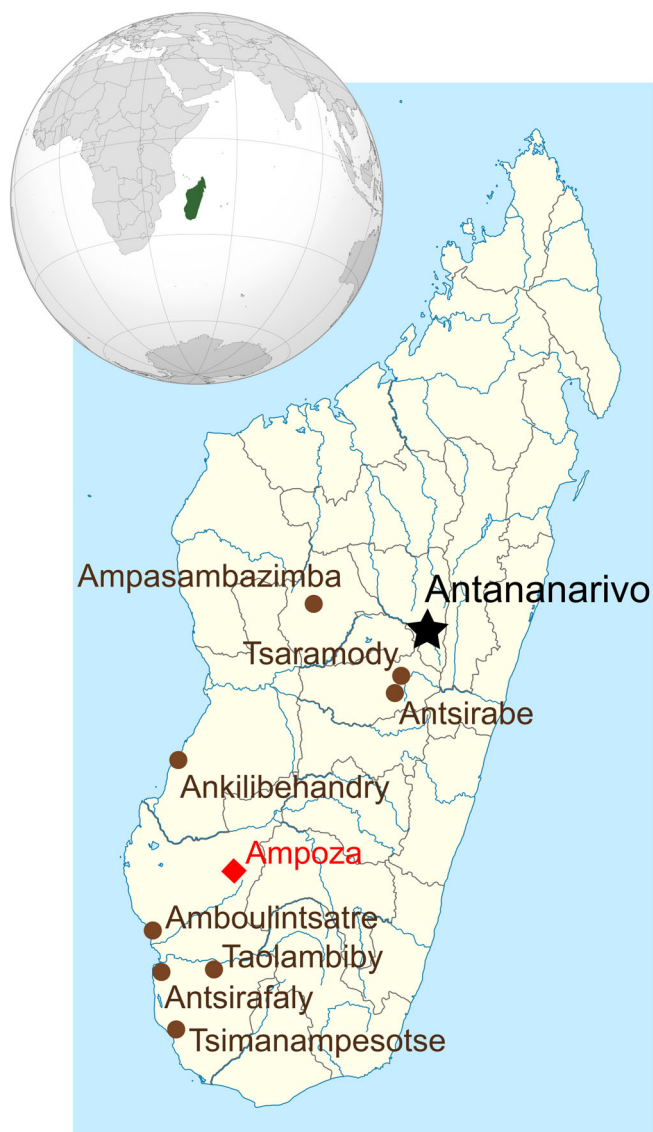 Ampasambazimba
Antananarivo
Tsaramody
Antsirabe
Ankilibehandry
Ampoza
Amboulintsatre
Taolambiby
Antsirafaly
Tsimanampesotse